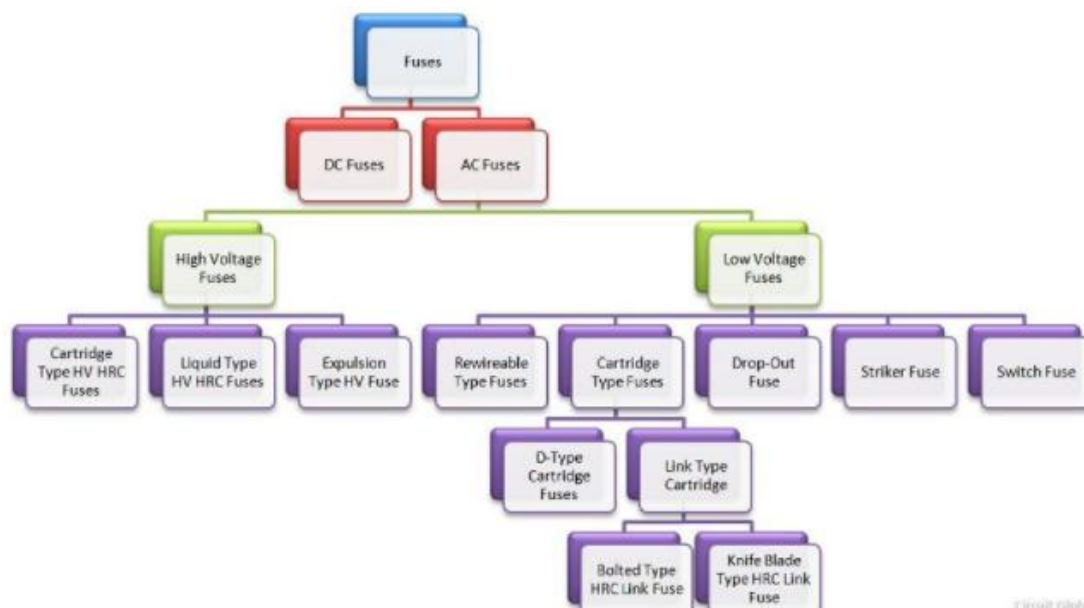 Fuses
DC Fuses
AC Fuses
High Voltage
Fuses
Low Voltage
Fuses
Cartridge
Type HV HRC
Fuses
Liquid Type
HV HRC Fuses
Expulsion
Type HV Fuse
Rewireable
Type Fuses
Cartridge
Type Fuses
Drop-Out
Fuse
Striker Fuse
Switch Fuse
D-Type
Cartridge
Fuses
Link Type
Cartridge
Bolted Type
HRC Link Fuse
Knife Blade
Type HRC Link
Fuse
Circuit